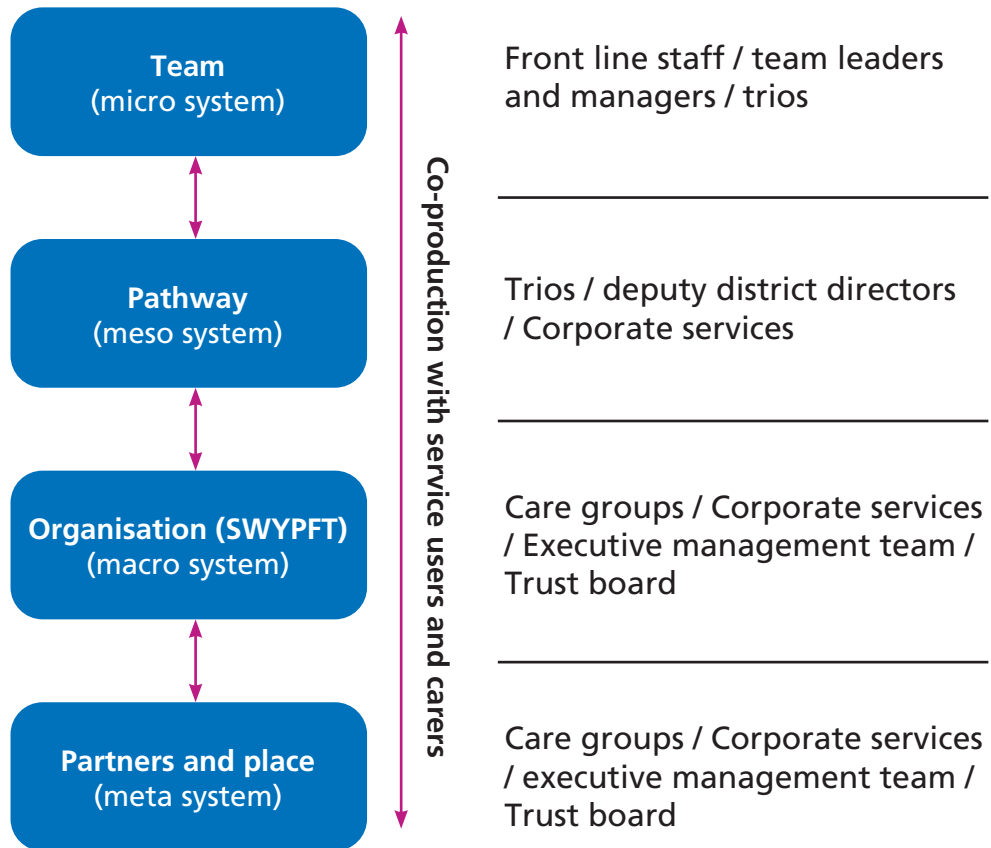 Team
(micro system)
Front line staff / team leaders
and managers / trios
Pathway
(meso system)
Trios / deputy district directors
/ Corporate services
Organisation (SWYPFT)
(macro system)
Care groups / Corporate services
/ Executive management team /
Trust board
Partners and place
(meta system)
Care groups / Corporate services
/ executive management team /
Trust board
Co-production with service users and carers